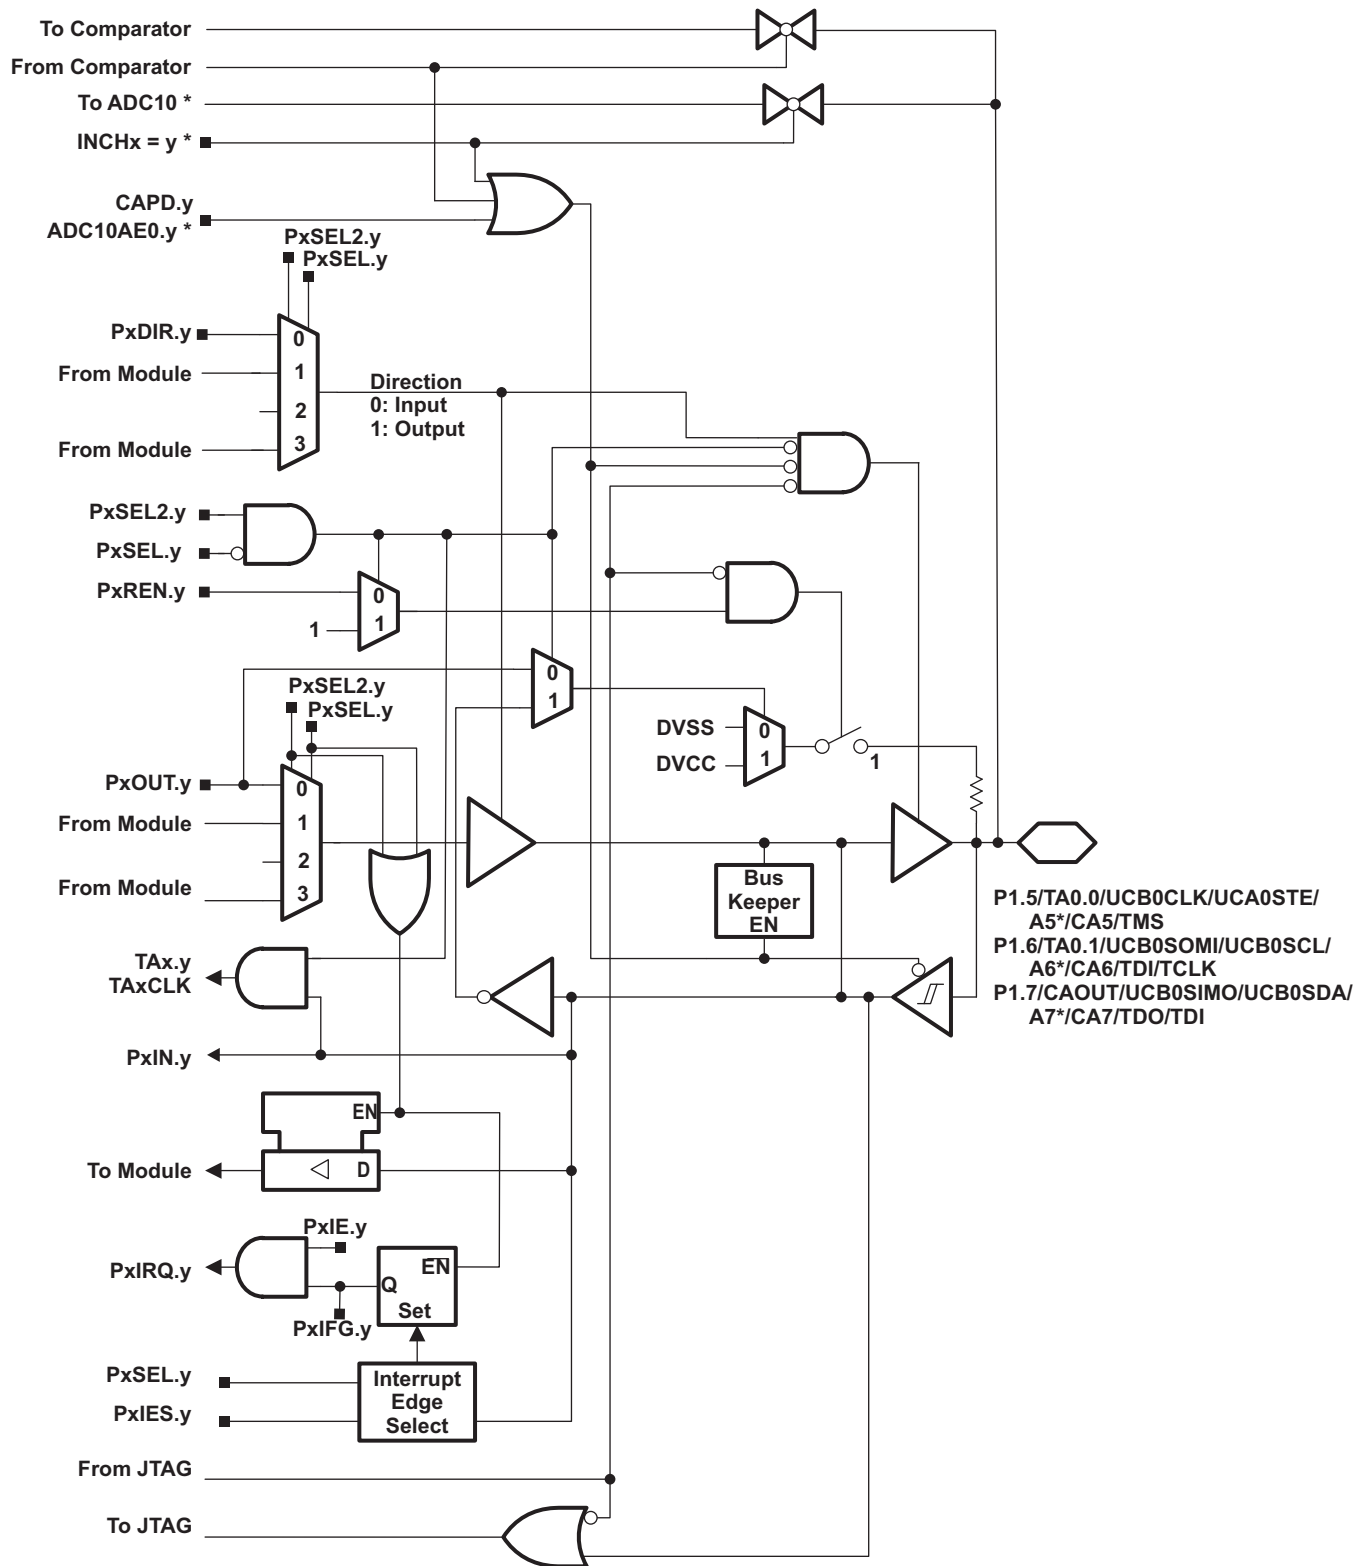 To Comparator
From Comparator
To ADC10 *
INCHx = y *
CAPD.y
ADC10AE0.y *
PxSEL2.y
PxSEL.y
PxDIR.y
0
From Module
1
2
From Module
3
Direction
0: Input
1: Output
PxSEL2.y
PxSEL.y
PxREN.y
0
1
1
0
1
PxSEL2.y
PxSEL.y
DVSS
0
DVCC
1
1
PxOUT.y
0
From Module
1
2
From Module
3
Bus
Keeper
EN
P1.5/TA0.0/UCB0CLK/UCA0STE/
A5*/CA5/TMS
P1.6/TA0.1/UCB0SOMI/UCB0SCL/
A6*/CA6/TDI/TCLK
P1.7/CAOUT/UCB0SIMO/UCB0SDA/
A7*/CA7/TDO/TDI
TAx.y
TAxCLK
PxIN.y
EN
To Module
D
PxIE.y
PxIRQ.y
EN
Q
Set
PxIFG.y
PxSEL.y
PxIES.y
Interrupt
Edge
Select
From JTAG
To JTAG